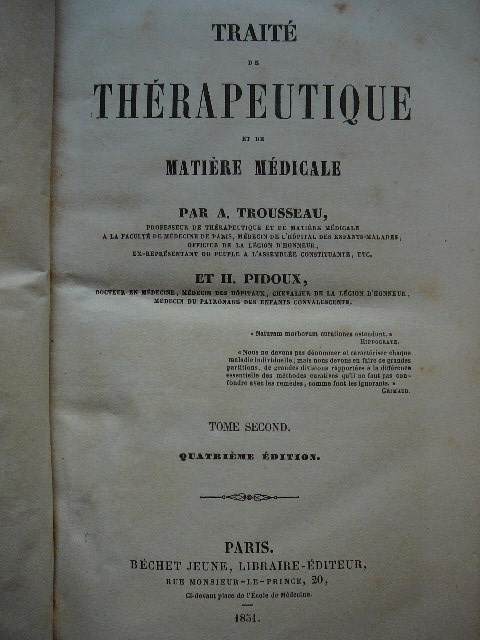 TRAITÉ
DE
THÉRAPEUTIQUE
ET DE
MATIÈRE MÉDICALE
PAR A. TROUSSEAU,
PROFESSEUR DE THÉRAPEUTIQUE ET DE MATIÈRE MÉDICALE
A LA FACULTÉ DE MÉDECINE DE PARIS, MÉDECIN DE L'HÔPITAL DES ENFANTS-MALADES,
OFFICIER DE LA LÉGION D'HONNEUR,
EX-REPRÉSENTANT DU PEUPLE A L'ASSEMBLÉE CONSTITUANTE, ETC.
ET H. PIDOUX,
DOCTEUR EN MÉDECINE, MÉDECIN DES HÔPITAUX, CHEVALIER DE LA LÉGION D'HONNEUR,
MÉDECIN DU PATRONAGE DES ENFANTS CONVALESCENTS.
« Naturam morborum curationes ostendunt. »
HIPPOCRATE.
« Nous ne devons pas dénommer et caractériser chaque
maladie individuelle; mais nous devons en faire de grandes
partitions, de grandes divisions rapportées à la différence
essentielle des méthodes curatives qu'il ne faut pas con-
fondre avec les remèdes, comme font les ignorants. »
GRIMAUD.
TOME SECOND.
QUATRIÈME ÉDITION.
PARIS.
BÉCHET JEUNE, LIBRAIRE-ÉDITEUR,
RUE MONSIEUR-LE-PRINCE, 20,
Ci-devant place de l'École de Médecine.
1851.